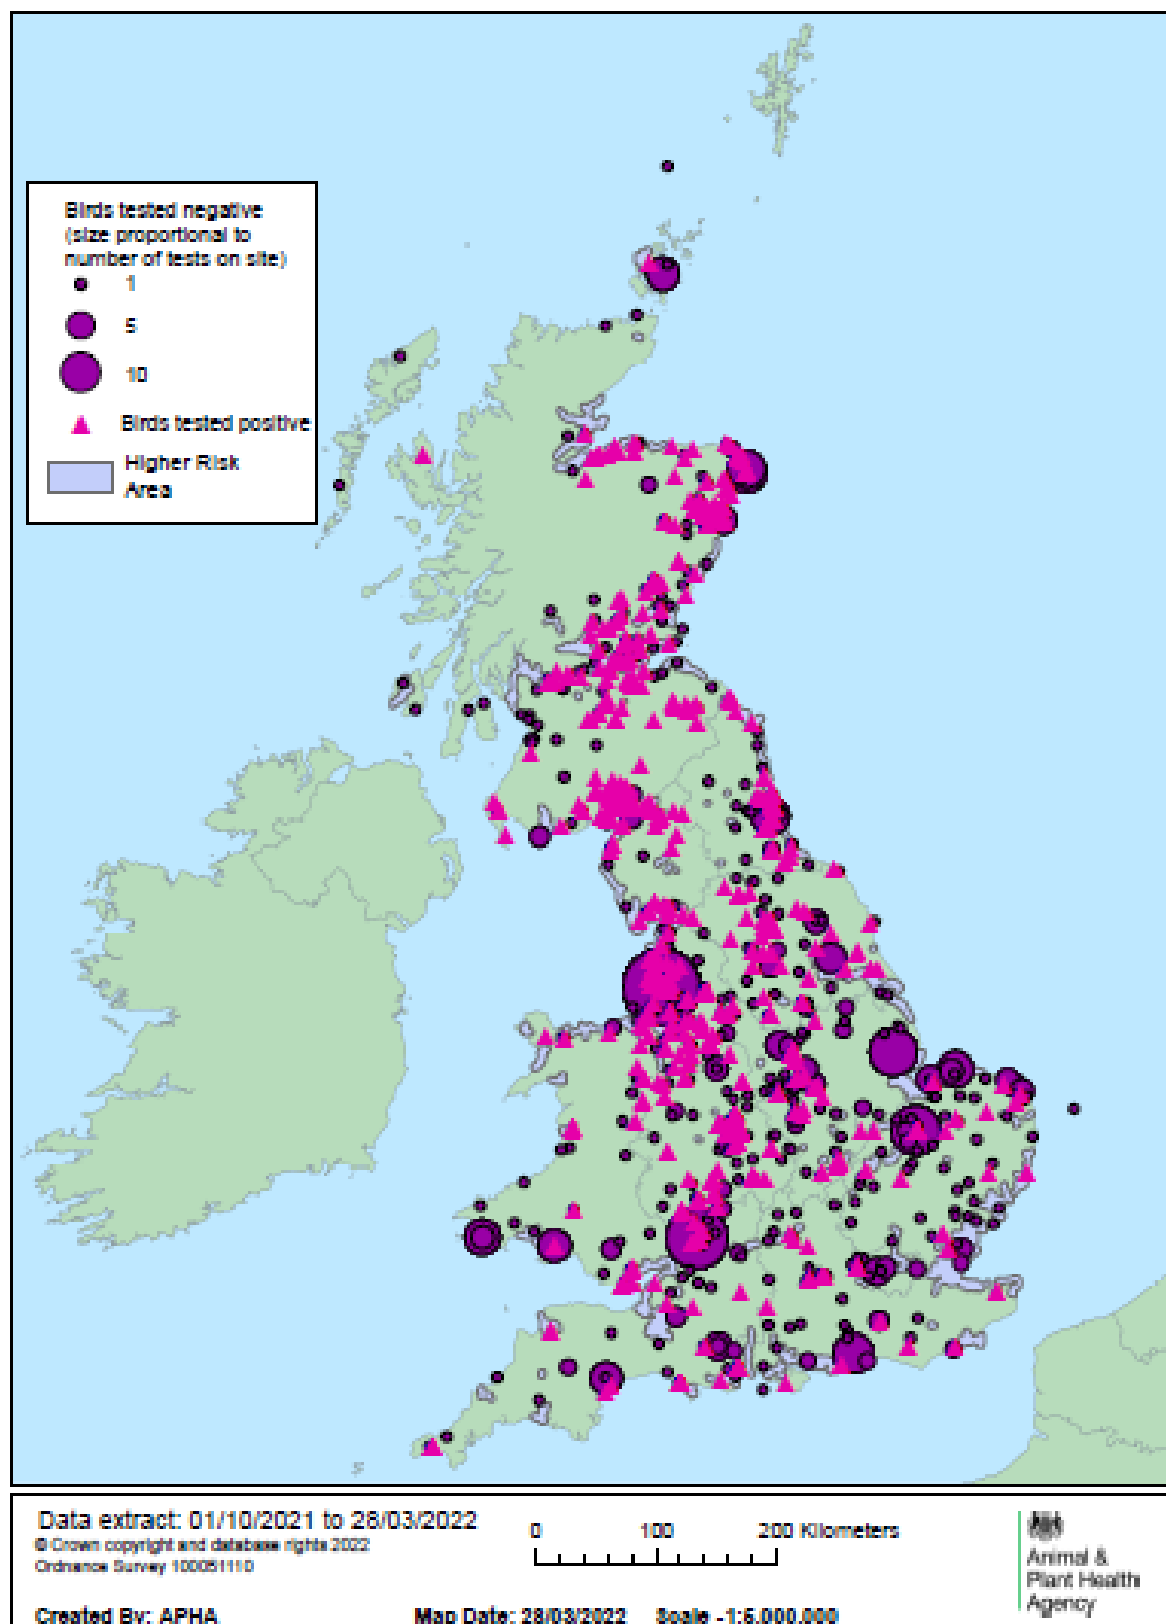 Birds tested negative
(size proportional to
number of tests on site)
1
5
10
Birds tested positive
Higher Risk
Area
Data extract: 01/10/2021 to 28/03/2022
© Crown copyright and database rights 2022
Ordnance Survey 100051110
0 100 200 Kilometers
Animal &
Plant Health
Agency
Created By: APHA Map Date: 28/03/2022 Scale -1:5,000,000